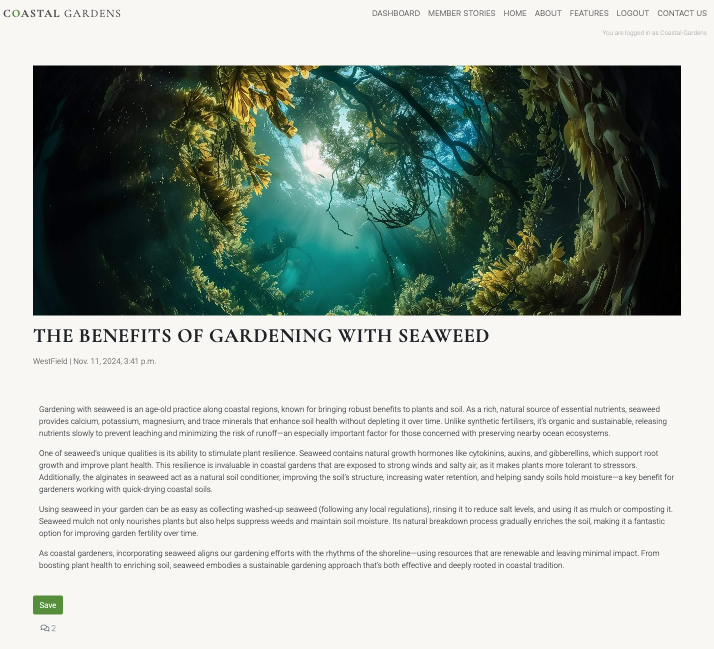 COASTAL GARDENS
DASHBOARD MEMBER STORIES HOME ABOUT FEATURES LOGOUT CONTACT US
You are logged in as Coastal-Gardens
THE BENEFITS OF GARDENING WITH SEAWEED
WestField | Nov. 11, 2024, 3:41 p.m.
Gardening with seaweed is an age-old practice along coastal regions, known for bringing robust benefits to plants and soil. As a rich, natural source of essential nutrients, seaweed
provides calcium, potassium, magnesium, and trace minerals that enhance soil health without depleting it over time. Unlike synthetic fertilisers, it's organic and sustainable, releasing
nutrients slowly to prevent leaching and minimizing the risk of runoff—an especially important factor for those concerned with preserving nearby ocean ecosystems.
One of seaweed's unique qualities is its ability to stimulate plant resilience. Seaweed contains natural growth hormones like cytokinins, auxins, and gibberellins, which support root
growth and improve plant health. This resilience is invaluable in coastal gardens that are exposed to strong winds and salty air, as it makes plants more tolerant to stressors.
Additionally, the alginates in seaweed act as a natural soil conditioner, improving the soil's structure, increasing water retention, and helping sandy soils hold moisture—a key benefit for
gardeners working with quick-drying coastal soils.
Using seaweed in your garden can be as easy as collecting washed-up seaweed (following any local regulations), rinsing it to reduce salt levels, and using it as mulch or composting it.
Seaweed mulch not only nourishes plants but also helps suppress weeds and maintain soil moisture. Its natural breakdown process gradually enriches the soil, making it a fantastic
option for improving garden fertility over time.
As coastal gardeners, incorporating seaweed aligns our gardening efforts with the rhythms of the shoreline—using resources that are renewable and leaving minimal impact. From
boosting plant health to enriching soil, seaweed embodies a sustainable gardening approach that's both effective and deeply rooted in coastal tradition.
Save
2